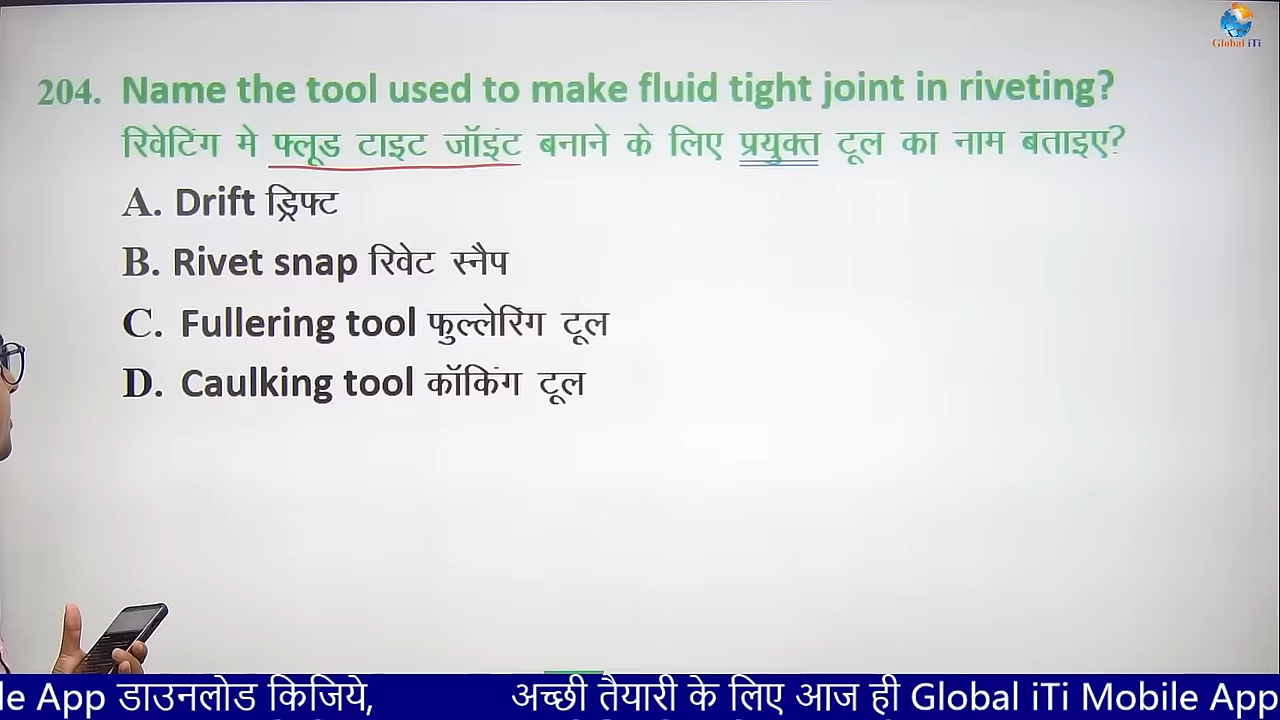 Global iTi
204. Name the tool used to make fluid tight joint in riveting?
रिवेटिंग मे फ्लूड टाइट जॉइंट बनाने के लिए प्रयुक्त टूल का नाम बताइए?
A. Drift ड्रिफ्ट
B. Rivet snap रिवेट स्नैप
C. Fullering tool फुल्लेरिंग टूल
D. Caulking tool कॉकिंग टूल
le App डाउनलोड किजिये, अच्छी तैयारी के लिए आज ही Global iTi Mobile App